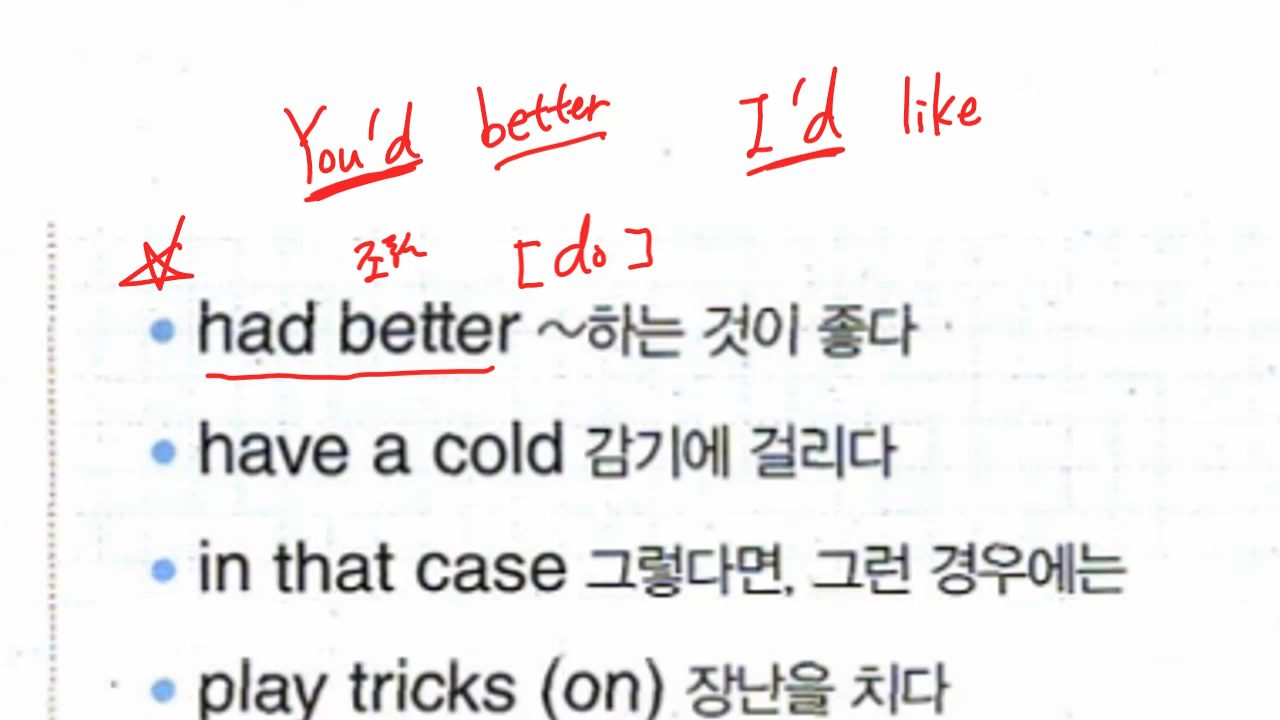 You'd better I'd like
조동사 [do]
had better ~하는 것이 좋다
have a cold 감기에 걸리다
in that case 그렇다면, 그런 경우에는
play tricks (on) 장난을 치다